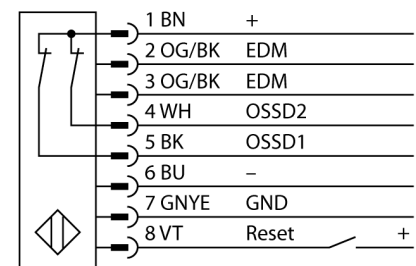 1 BN +
2 OG/BK EDM
3 OG/BK EDM
4 WH OSSD2
5 BK OSSD1
6 BU –
7 GNYE GND
8 VT Reset +